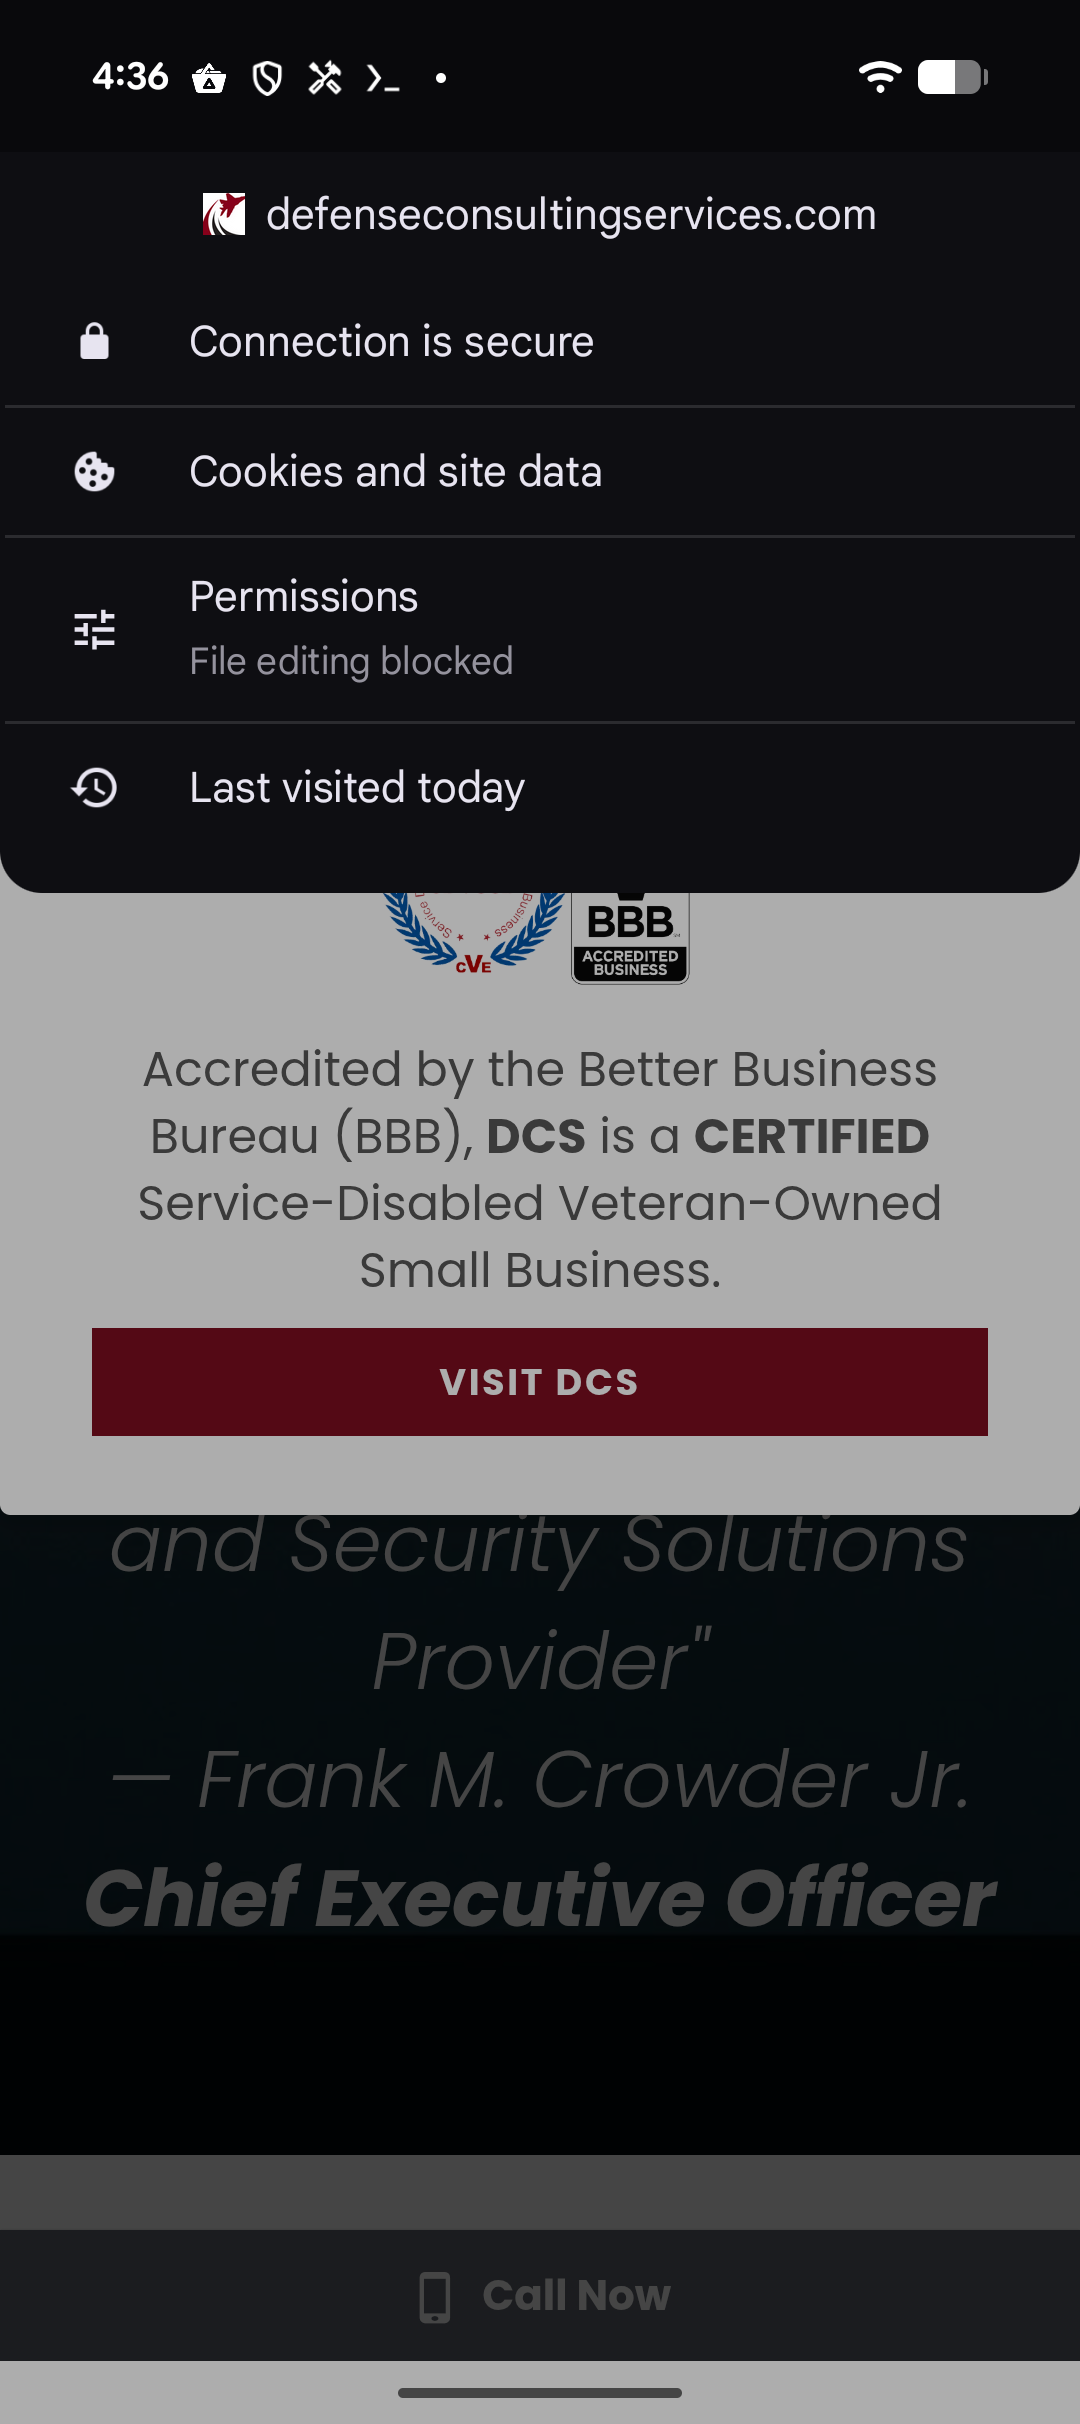 4:36
defenseconsultingservices.com
Connection is secure
Cookies and site data
Permissions
File editing blocked
Last visited today
Service
Business
CVE
BBB
ACCREDITED
BUSINESS
Accredited by the Better Business
Bureau (BBB), DCS is a CERTIFIED
Service-Disabled Veteran-Owned
Small Business.
VISIT DCS
and Security Solutions
Provider"
— Frank M. Crowder Jr.
Chief Executive Officer
Call Now